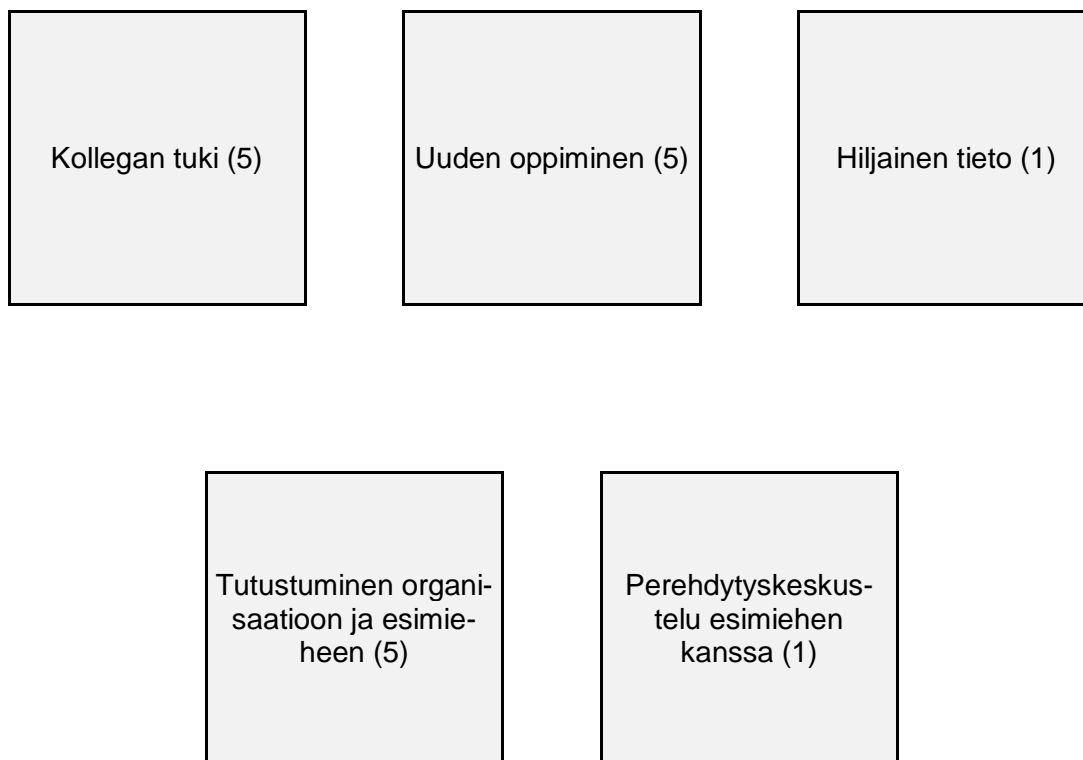 Kollegan tuki (5)
Uuden oppiminen (5)
Hiljainen tieto (1)
Tutustuminen organi-
saatioon ja esimie-
heen (5)
Perehdytyskeskus-
telu esimiehen
kanssa (1)